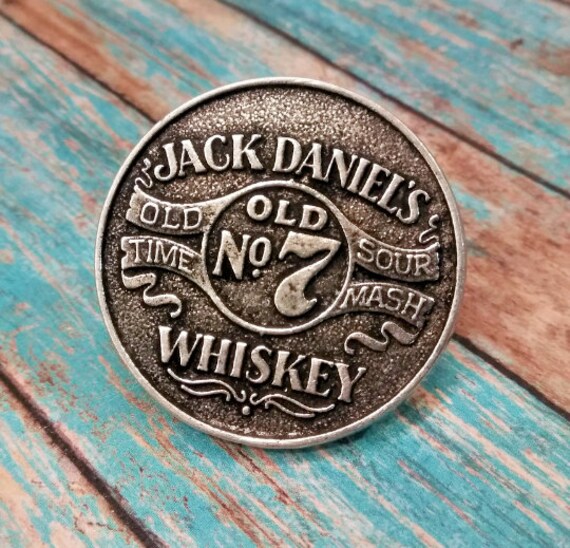 JACK DANIEL'S
OLD TIME
OLD
No 7
SOUR MASH
WHISKEY